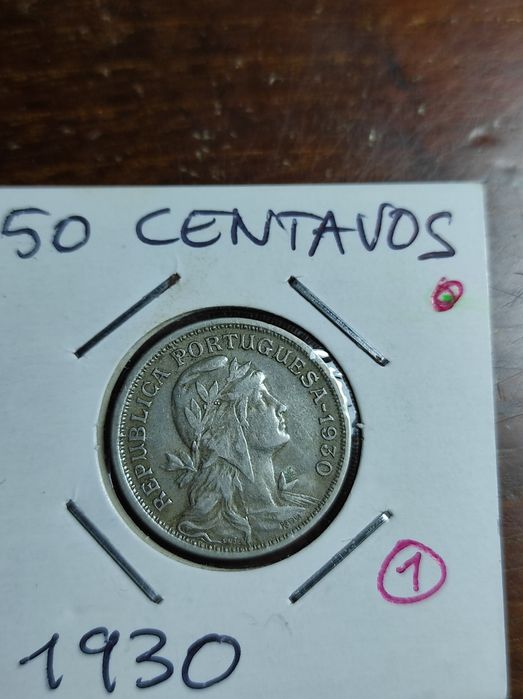 50 CENTAVOS
REPUBLICA PORTUGUESA·1930
1
1930